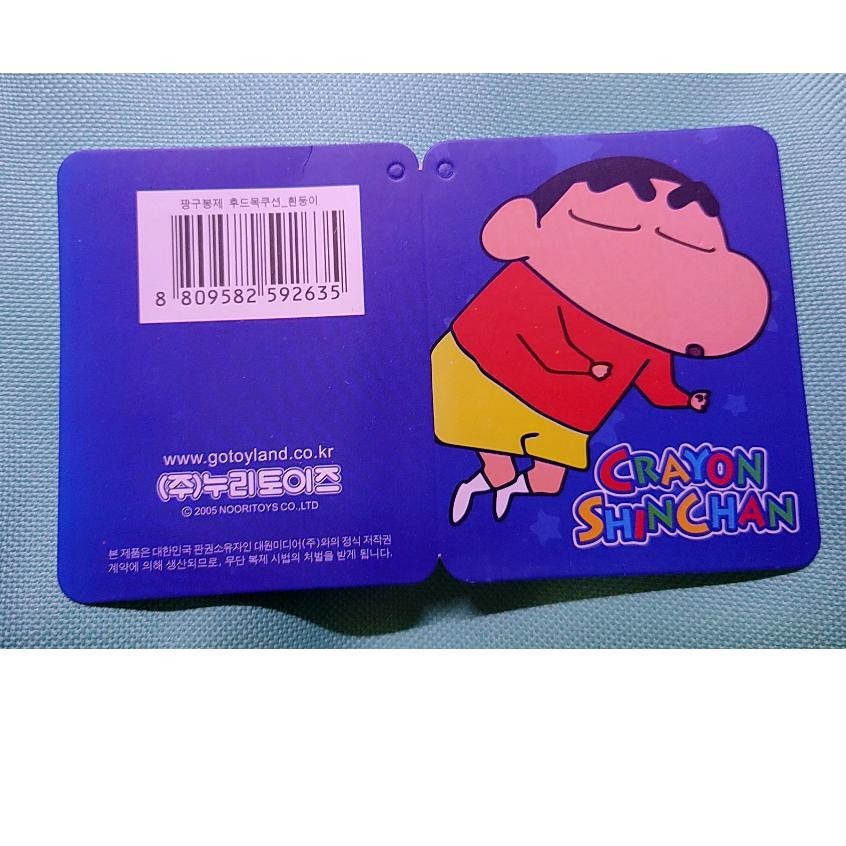 짱구봉제 후드목쿠션_흰둥이
8 809582 592635
www.gotoyland.co.kr
(주)누리토이즈
© 2005 NOORITOYS CO.,LTD
본 제품은 대한민국 판권소유자인 대원미디어(주)와의 정식 저작권
계약에 의해 생산되므로, 무단 복제 시법의 처벌을 받게 됩니다.
CRAYON
SHINCHAN